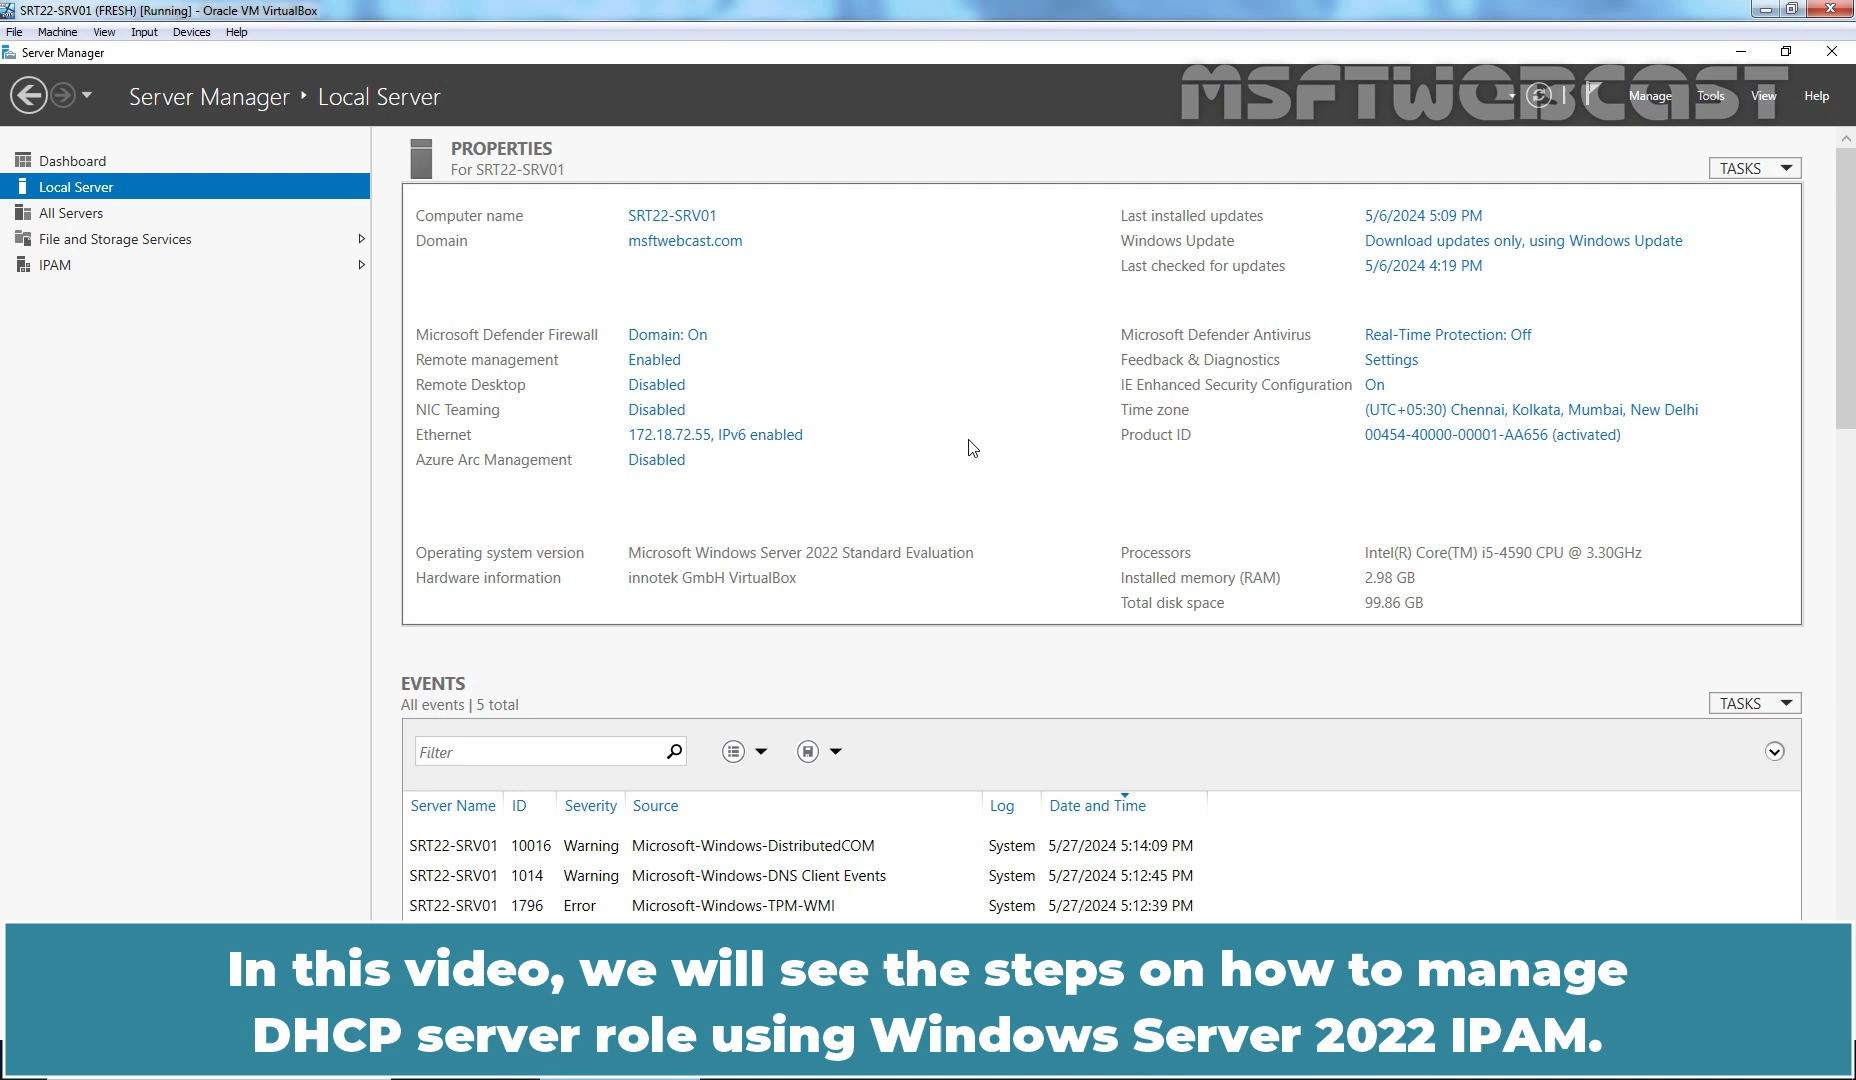 SRT22-SRV01 (FRESH) [Running] - Oracle VM VirtualBox
File Machine View Input Devices Help
Server Manager
Server Manager ‣ Local Server
MSFTWEBCAST
Manage Tools View Help
Dashboard
Local Server
All Servers
File and Storage Services
IPAM
PROPERTIES
For SRT22-SRV01
TASKS
Computer name SRT22-SRV01
Domain msftwebcast.com
Last installed updates 5/6/2024 5:09 PM
Windows Update Download updates only, using Windows Update
Last checked for updates 5/6/2024 4:19 PM
Microsoft Defender Firewall Domain: On
Remote management Enabled
Remote Desktop Disabled
NIC Teaming Disabled
Ethernet 172.18.72.55, IPv6 enabled
Azure Arc Management Disabled
Microsoft Defender Antivirus Real-Time Protection: Off
Feedback & Diagnostics Settings
IE Enhanced Security Configuration On
Time zone (UTC+05:30) Chennai, Kolkata, Mumbai, New Delhi
Product ID 00454-40000-00001-AA656 (activated)
Operating system version Microsoft Windows Server 2022 Standard Evaluation
Hardware information innotek GmbH VirtualBox
Processors Intel(R) Core(TM) i5-4590 CPU @ 3.30GHz
Installed memory (RAM) 2.98 GB
Total disk space 99.86 GB
EVENTS
All events | 5 total
TASKS
Filter
Server Name ID Severity Source Log Date and Time
SRT22-SRV01 10016 Warning Microsoft-Windows-DistributedCOM System 5/27/2024 5:14:09 PM
SRT22-SRV01 1014 Warning Microsoft-Windows-DNS Client Events System 5/27/2024 5:12:45 PM
SRT22-SRV01 1796 Error Microsoft-Windows-TPM-WMI System 5/27/2024 5:12:39 PM
In this video, we will see the steps on how to manage
DHCP server role using Windows Server 2022 IPAM.